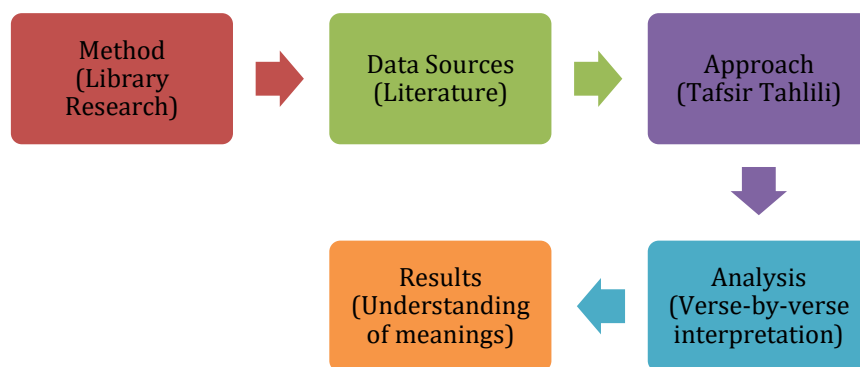 Method
(Library
Research)
Data Sources
(Literature)
Approach
(Tafsir Tahlili)
Analysis
(Verse-by-verse
interpretation)
Results
(Understanding
of meanings)